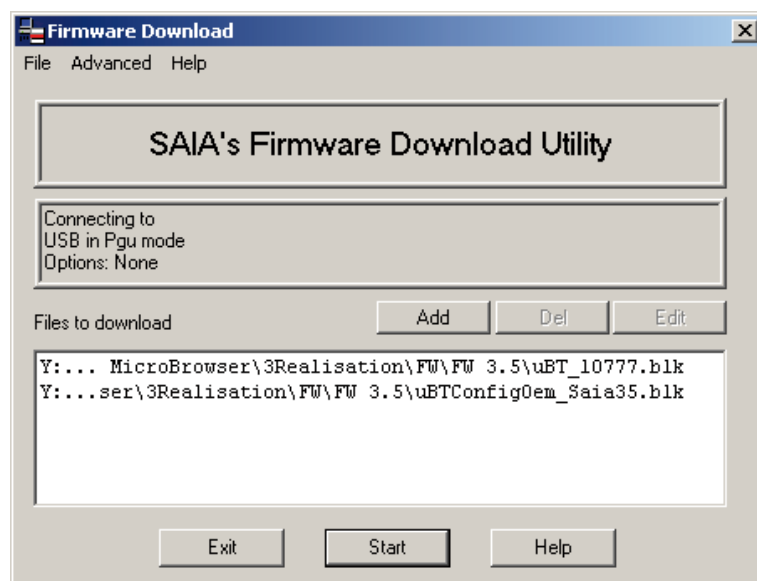 Firmware Download
File Advanced Help
SAIA's Firmware Download Utility
Connecting to
USB in Pgu mode
Options: None
Files to download Add Del Edit
Y:... MicroBrowser\3Realisation\FW\FW 3.5\uBT_10777.blk
Y:...ser\3Realisation\FW\FW 3.5\uBTConfigOem_Saia35.blk
Exit Start Help